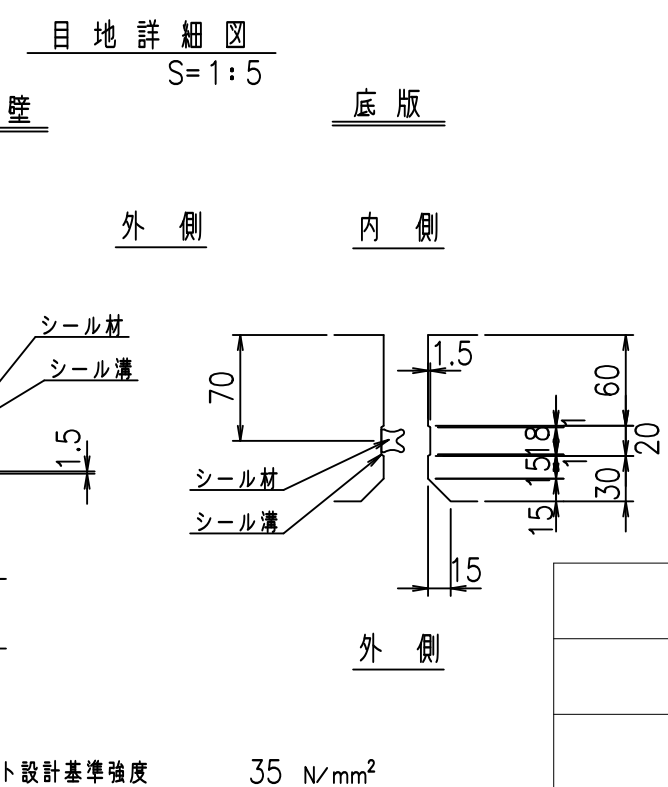 目地詳細図
S=1:5
壁
底版
外側
内側
シール材
シール溝
1.5
70
シール材
シール溝
1.5
60
1
18
20
1
15
30
15
15
外側
ト設計基準強度 35 N/mm²